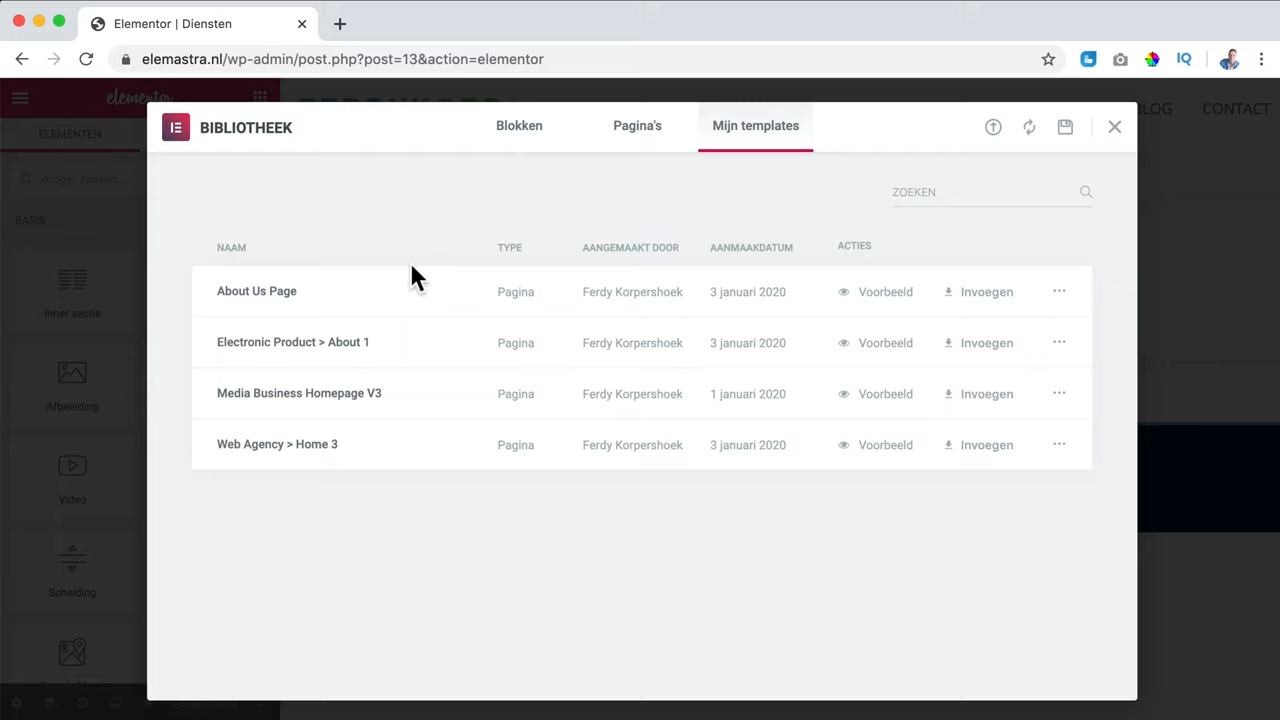 Elementor | Diensten
elemastra.nl/wp-admin/post.php?post=13&action=elementor
elementor
BLOG CONTACT
ELEMENTEN
Widget zoeken...
BASIS
Inner sectie
Afbeelding
Video
Scheiding
BIBLIOTHEEK
Blokken Pagina's Mijn templates
ZOEKEN
NAAM TYPE AANGEMAAKT DOOR AANMAAKDATUM ACTIES
About Us Page Pagina Ferdy Korpershoek 3 januari 2020 Voorbeeld Invoegen
Electronic Product > About 1 Pagina Ferdy Korpershoek 3 januari 2020 Voorbeeld Invoegen
Media Business Homepage V3 Pagina Ferdy Korpershoek 1 januari 2020 Voorbeeld Invoegen
Web Agency > Home 3 Pagina Ferdy Korpershoek 3 januari 2020 Voorbeeld Invoegen